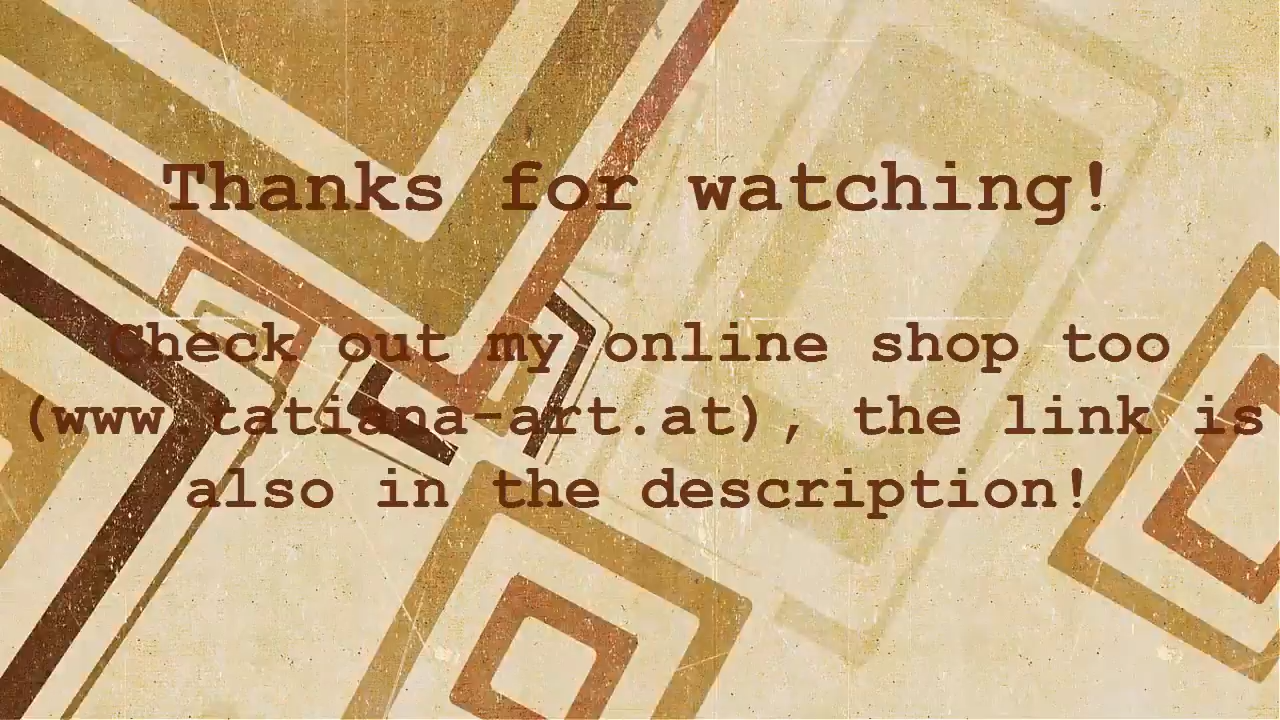 Thanks for watching!
Check out my online shop too
(www.tatiana-art.at), the link is
also in the description!